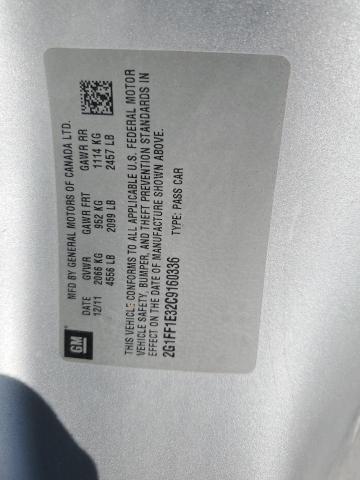 GM
MFD BY GENERAL MOTORS OF CANADA LTD.
DATE GVWR GAWR FRT GAWR RR
12/11 2066 KG 952 KG 1114 KG
4556 LB 2099 LB 2457 LB
THIS VEHICLE CONFORMS TO ALL APPLICABLE U.S. FEDERAL MOTOR
VEHICLE SAFETY, BUMPER, AND THEFT PREVENTION STANDARDS IN
EFFECT ON THE DATE OF MANUFACTURE SHOWN ABOVE.
2G1FF1E32C9160336 TYPE: PASS CAR